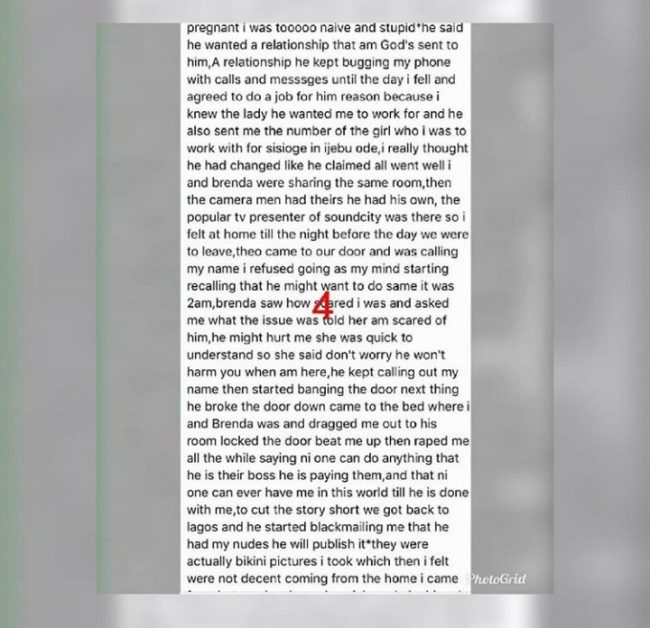 pregnant i was tooooo naive and stupid*he said
he wanted a relationship that am God's sent to
him,A relationship he kept bugging my phone
with calls and messsges until the day i fell and
agreed to do a job for him reason because i
knew the lady he wanted me to work for and he
also sent me the number of the girl who i was to
work with for sisioge in ijebu ode,i really thought
he had changed like he claimed all went well i
and brenda were sharing the same room,then
the camera men had theirs he had his own, the
popular tv presenter of soundcity was there so i
felt at home till the night before the day we were
to leave,theo came to our door and was calling
my name i refused going as my mind starting
recalling that he might want to do same it was
2am,brenda saw how scared i was and asked
4
me what the issue was told her am scared of
him,he might hurt me she was quick to
understand so she said don't worry he won't
harm you when am here,he kept calling out my
name then started banging the door next thing
he broke the door down came to the bed where i
and Brenda was and dragged me out to his
room locked the door beat me up then raped me
all the while saying ni one can do anything that
he is their boss he is paying them,and that ni
one can ever have me in this world till he is done
with me,to cut the story short we got back to
lagos and he started blackmailing me that he
had my nudes he will publish it*they were
actually bikini pictures i took which then i felt
were not decent coming from the home i came
PhotoGrid